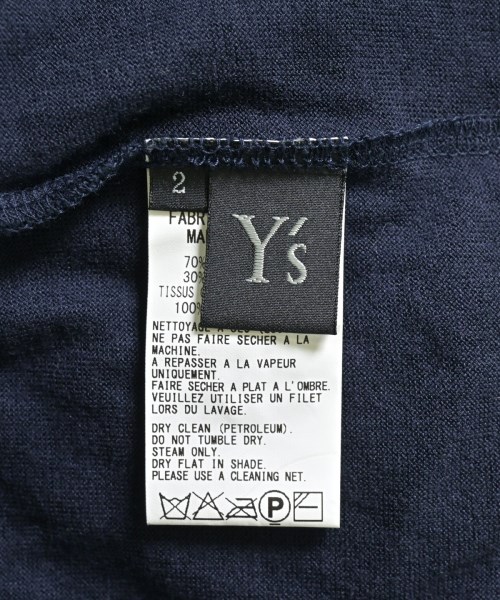 2
Y's
FABR
MA
70%
30%
TISSUS
100%
NETTOYAGE A
NE PAS FAIRE SECHER A LA
MACHINE.
A REPASSER A LA VAPEUR
UNIQUEMENT.
FAIRE SECHER A PLAT A L'OMBRE.
VEUILLEZ UTILISER UN FILET
LORS DU LAVAGE.
DRY CLEAN (PETROLEUM).
DO NOT TUMBLE DRY.
STEAM ONLY.
DRY FLAT IN SHADE.
PLEASE USE A CLEANING NET.
P